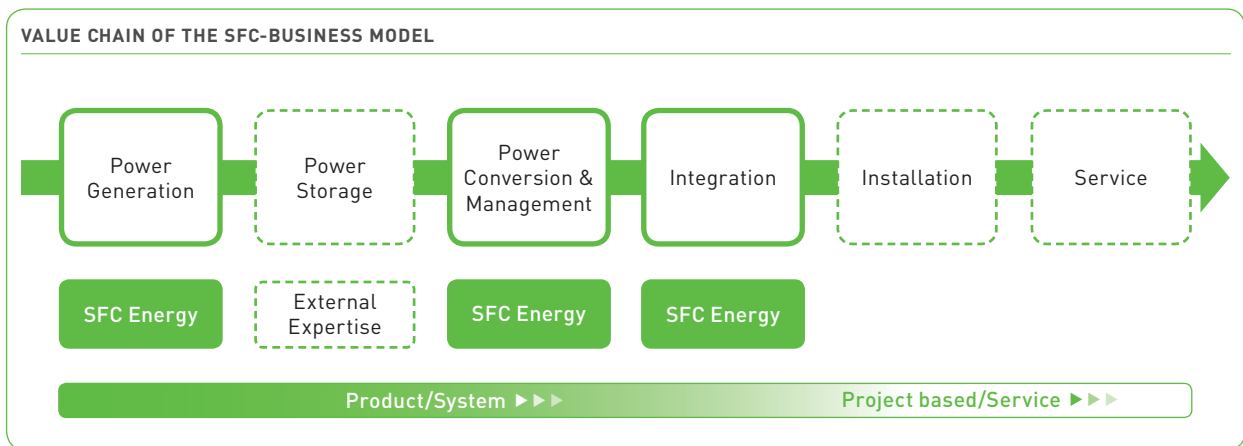 VALUE CHAIN OF THE SFC-BUSINESS MODEL
Power
Generation
Power
Storage
Power
Conversion &
Management
Integration
Installation
Service
SFC Energy
External
Expertise
SFC Energy
SFC Energy
Product/System
Project based/Service